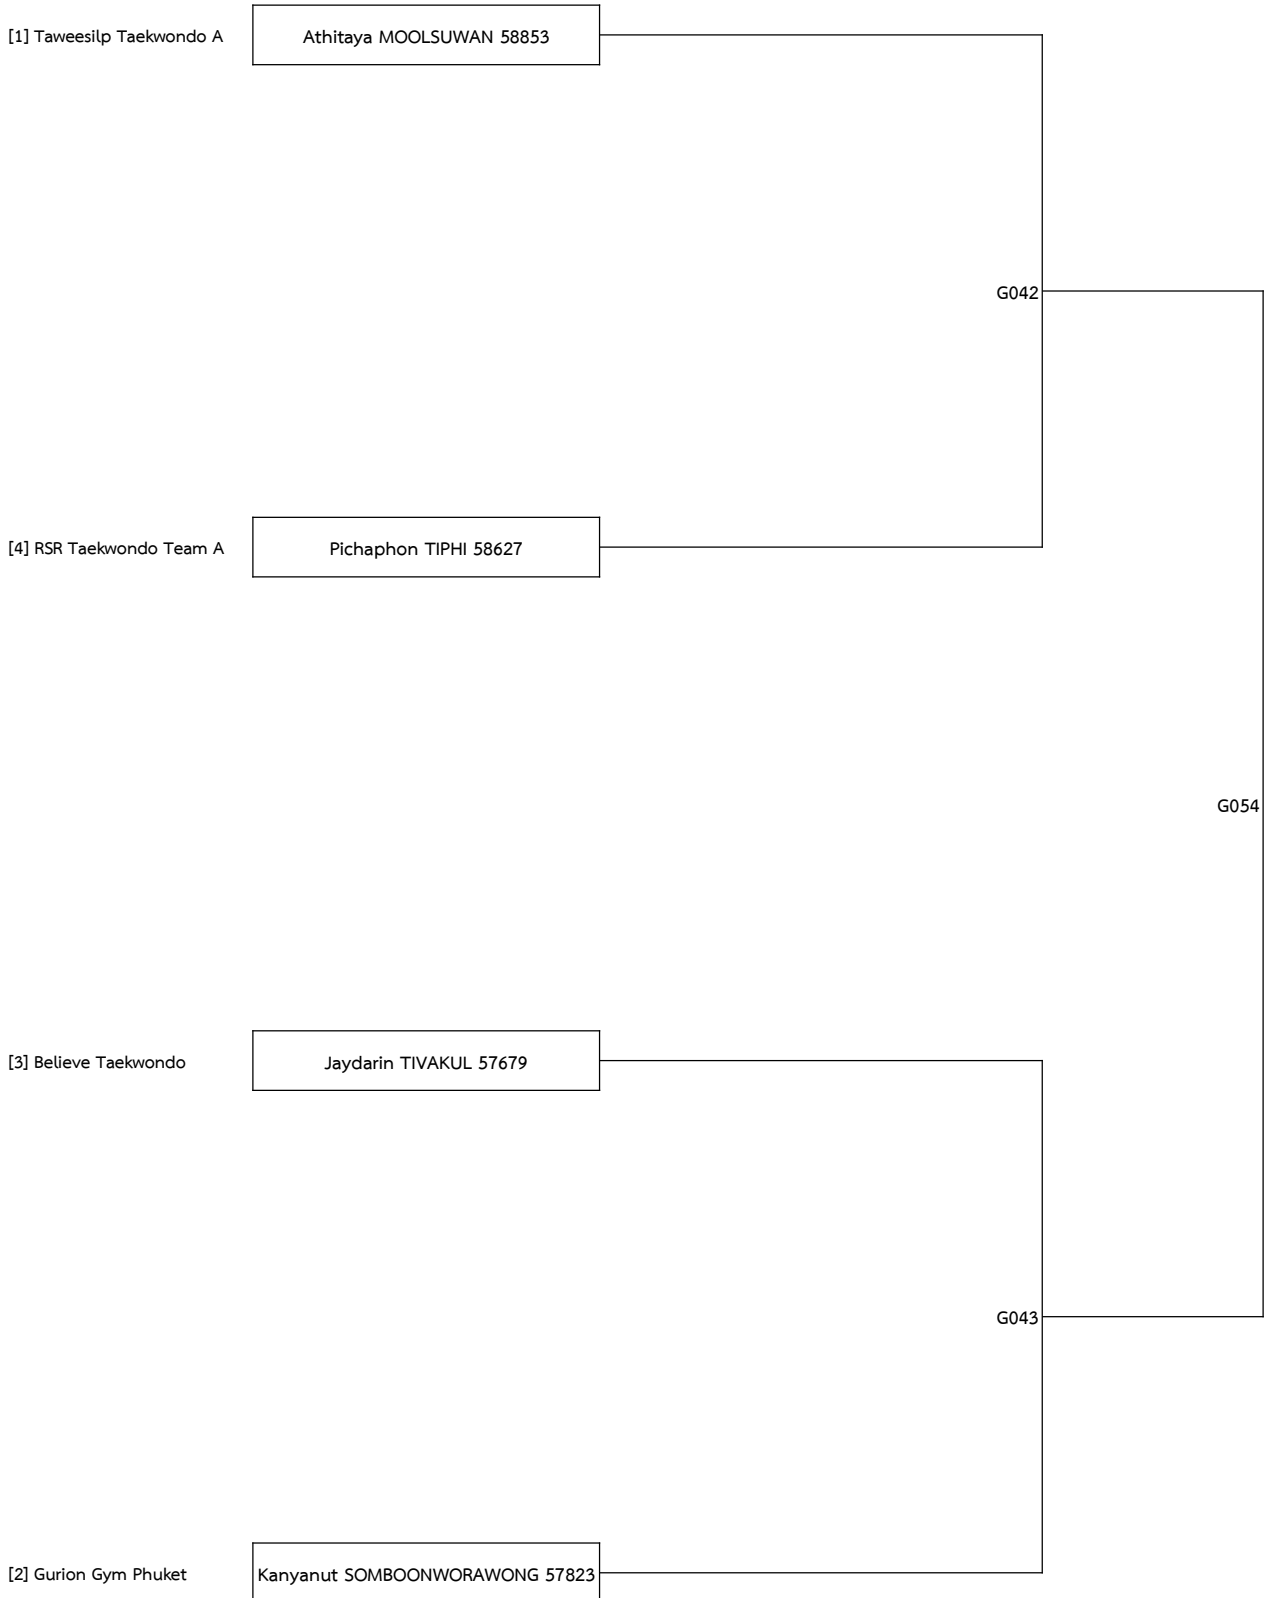 [1] Taweesilp Taekwondo A Athitaya MOOLSUWAN 58853
G042
[4] RSR Taekwondo Team A Pichaphon TIPHI 58627
G054
[3] Believe Taekwondo Jaydarin TIVAKUL 57679
G043
[2] Gurion Gym Phuket Kanyanut SOMBOONWORAWONG 57823